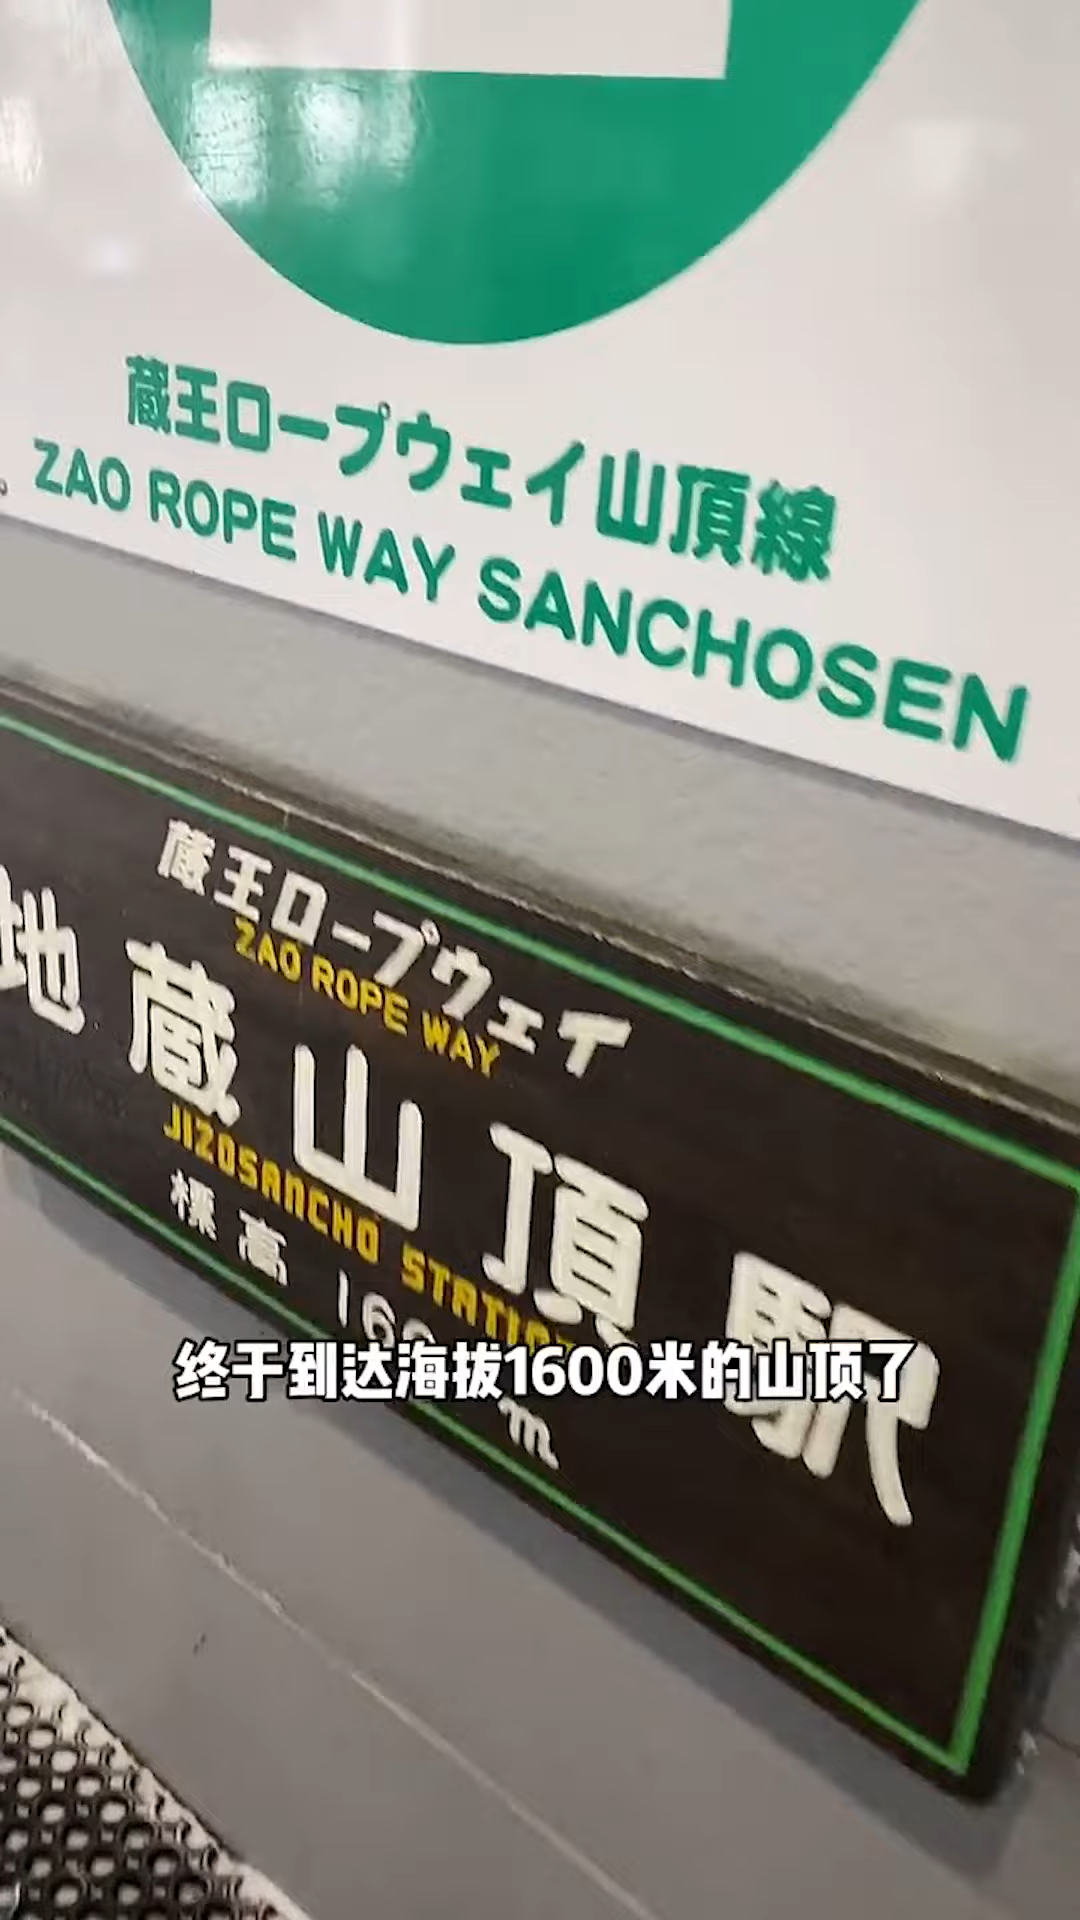 蔵王ロープウェイ山頂線
ZAO ROPE WAY SANCHOSEN
蔵王ロープウェイ
ZAO ROPE WAY
地蔵山頂駅
JIZOSANCHO STATION
標高 16 m
终于到达海拔1600米的山顶了